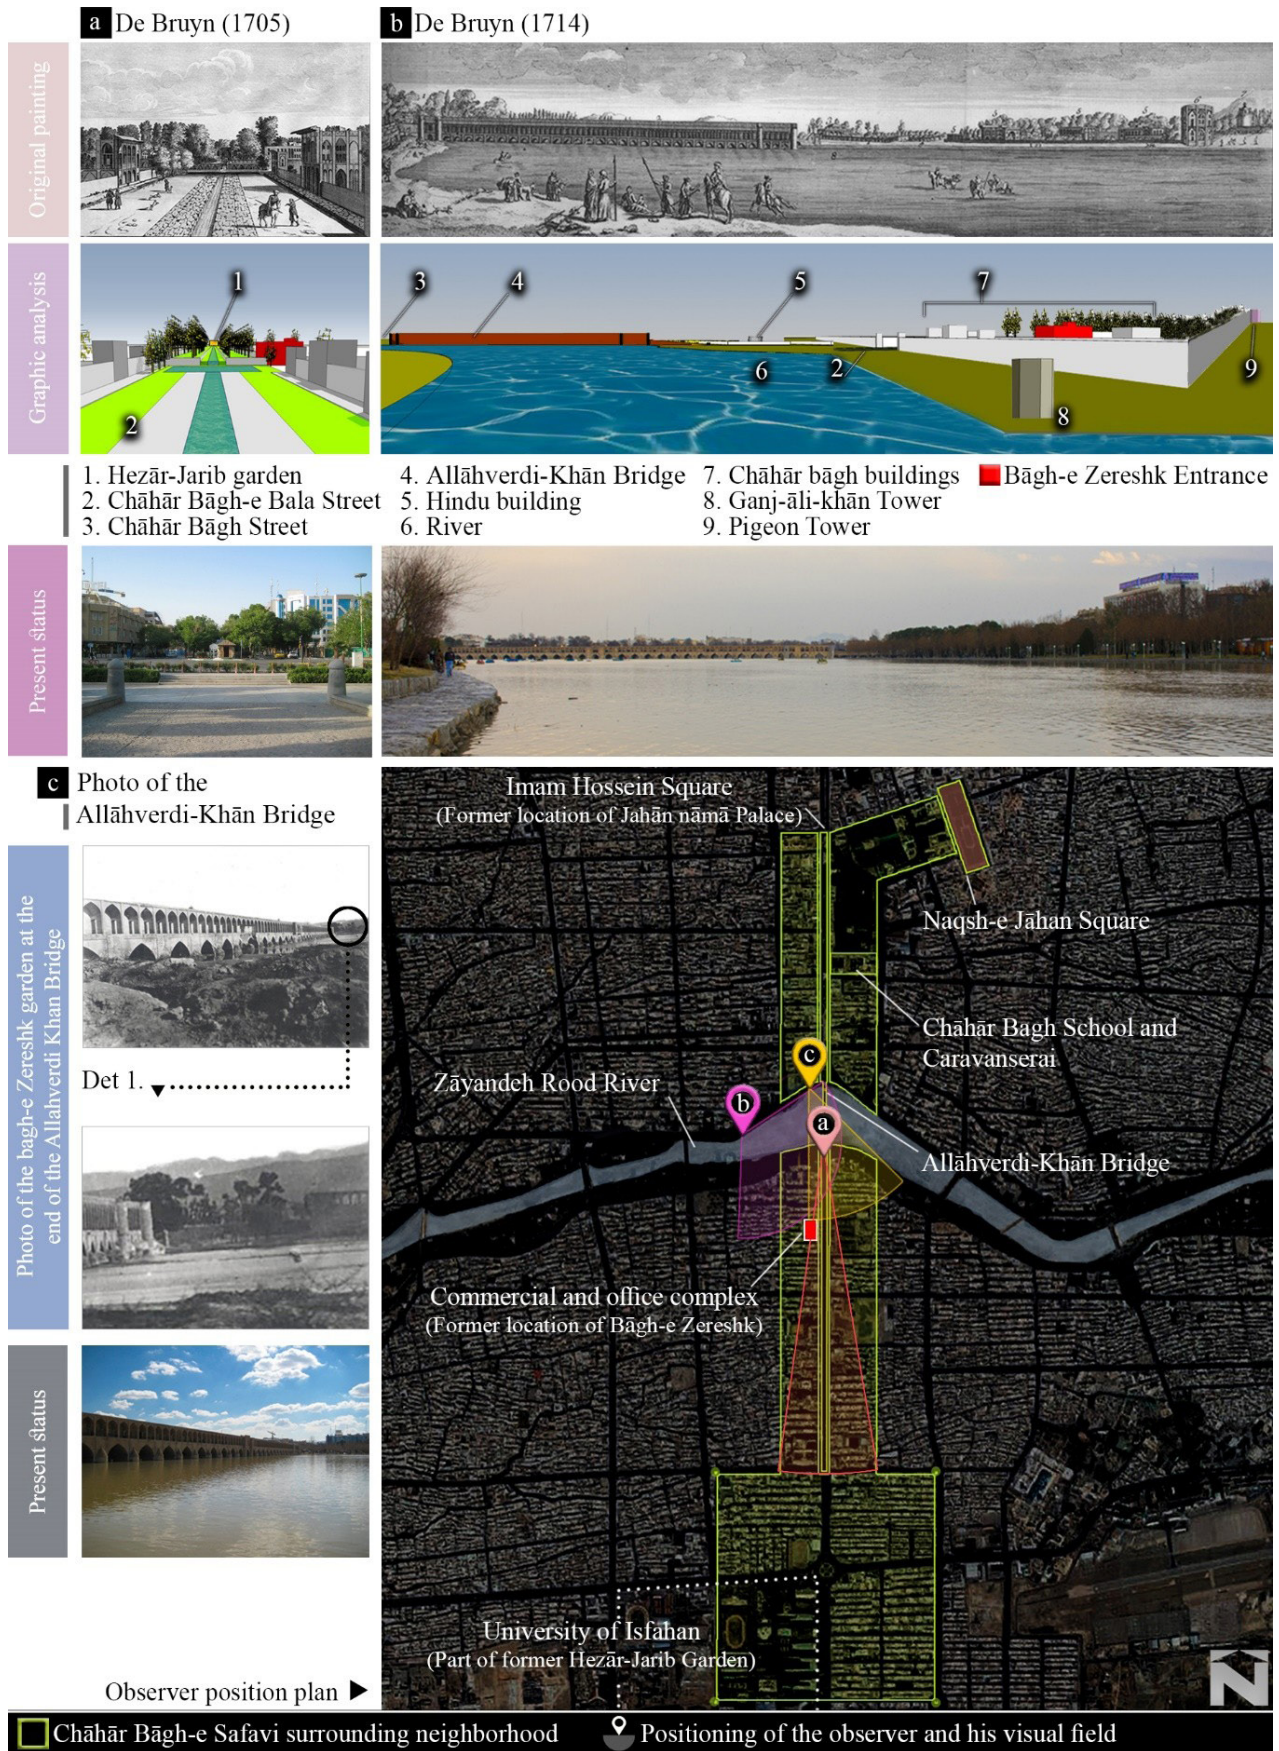 a De Bruyn (1705)
b De Bruyn (1714)
Original painting
Graphic analysis
1
2
3
4
5
6
7
2
8
9
1. Hezār-Jarib garden
2. Chāhār Bāgh-e Bala Street
3. Chāhār Bāgh Street
4. Allāhverdi-Khān Bridge
5. Hindu building
6. River
7. Chāhār bāgh buildings
8. Ganj-āli-khān Tower
9. Pigeon Tower
Bāgh-e Zereshk Entrance
Present status
c Photo of the
Allāhverdi-Khān Bridge
Photo of the bagh-e Zereshk garden at the
end of the Allahverdi Khan Bridge
Det 1.
Present status
Observer position plan
Imam Hossein Square
(Former location of Jahān nāmā Palace)
Naqsh-e Jāhan Square
Chāhār Bagh School and
Caravanserai
Zāyandeh Rood River
c
b
a
Allāhverdi-Khān Bridge
Commercial and office complex
(Former location of Bāgh-e Zereshk)
University of Isfahan
(Part of former Hezār-Jarib Garden)
N
Chāhār Bāgh-e Safavi surrounding neighborhood
Positioning of the observer and his visual field